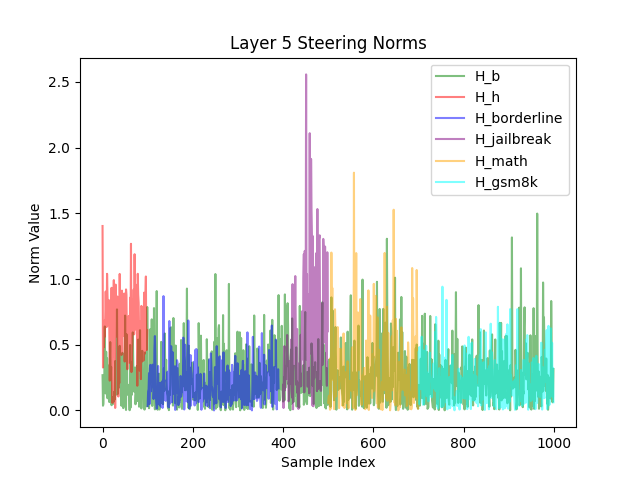 Layer 5 Steering Norms
Norm Value
2.5
2.0
1.5
1.0
0.5
0.0
H_b
H_h
H_borderline
H_jailbreak
H_math
H_gsm8k
0 200 400 600 800 1000
Sample Index